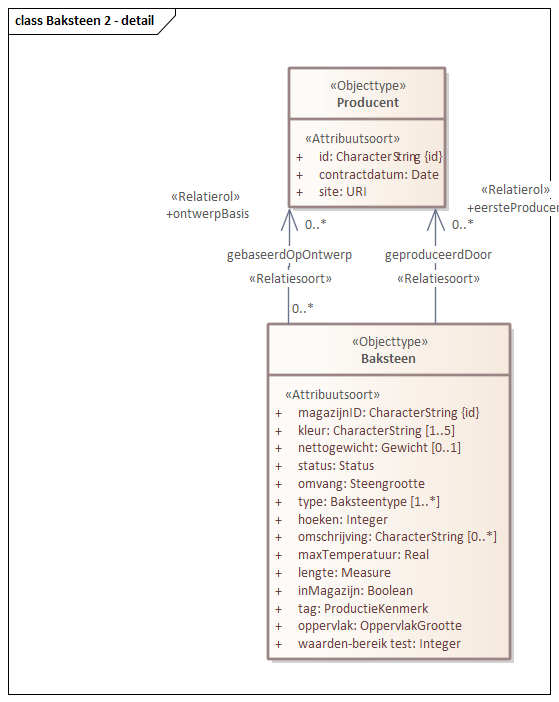 class Baksteen 2 - detail
«Objecttype»
Producent
«Attribuutsoort»
+ id: CharacterString {id}
+ contractdatum: Date
+ site: URI
«Relatierol»
+ontwerpBasis
«Relatierol»
+eersteProducen
0..*
0..*
gebaseerdOpOntwerp
geproduceerdDoor
«Relatiesoort»
«Relatiesoort»
0..*
«Objecttype»
Baksteen
«Attribuutsoort»
+ magazijnID: CharacterString {id}
+ kleur: CharacterString [1..5]
+ nettogewicht: Gewicht [0..1]
+ status: Status
+ omvang: Steengrootte
+ type: Baksteentype [1..*]
+ hoeken: Integer
+ omschrijving: CharacterString [0..*]
+ maxTemperatuur: Real
+ lengte: Measure
+ inMagazijn: Boolean
+ tag: ProductieKenmerk
+ oppervlak: OppervlakGrootte
+ waarden-bereik test: Integer